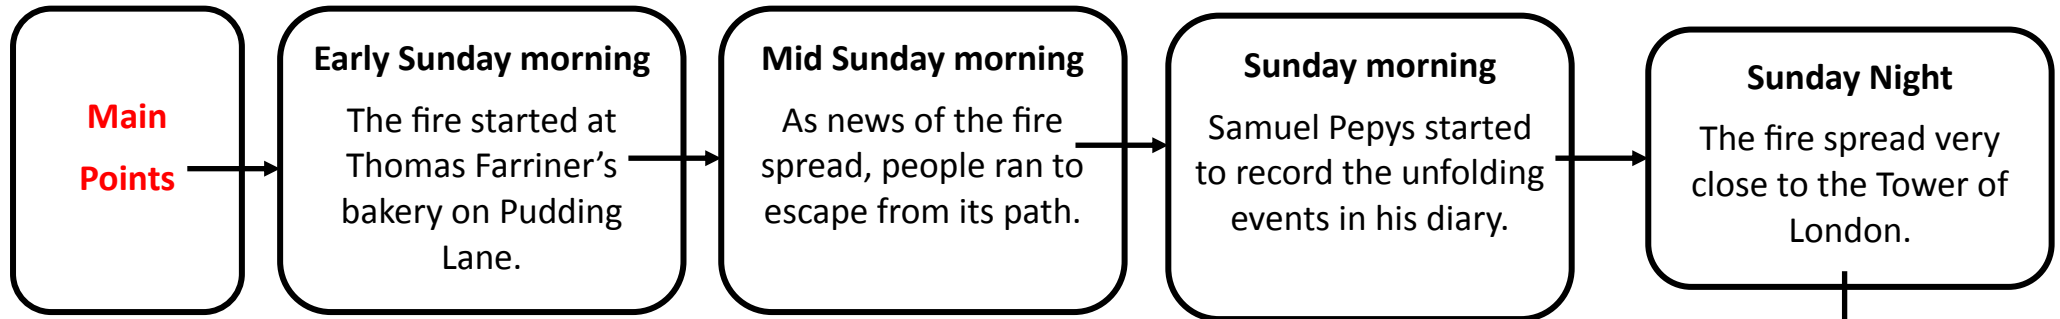 Main
Points
Early Sunday morning
The fire started at
Thomas Farriner's
bakery on Pudding
Lane.
Mid Sunday morning
As news of the fire
spread, people ran to
escape from its path.
Sunday morning
Samuel Pepys started
to record the unfolding
events in his diary.
Sunday Night
The fire spread very
close to the Tower of
London.